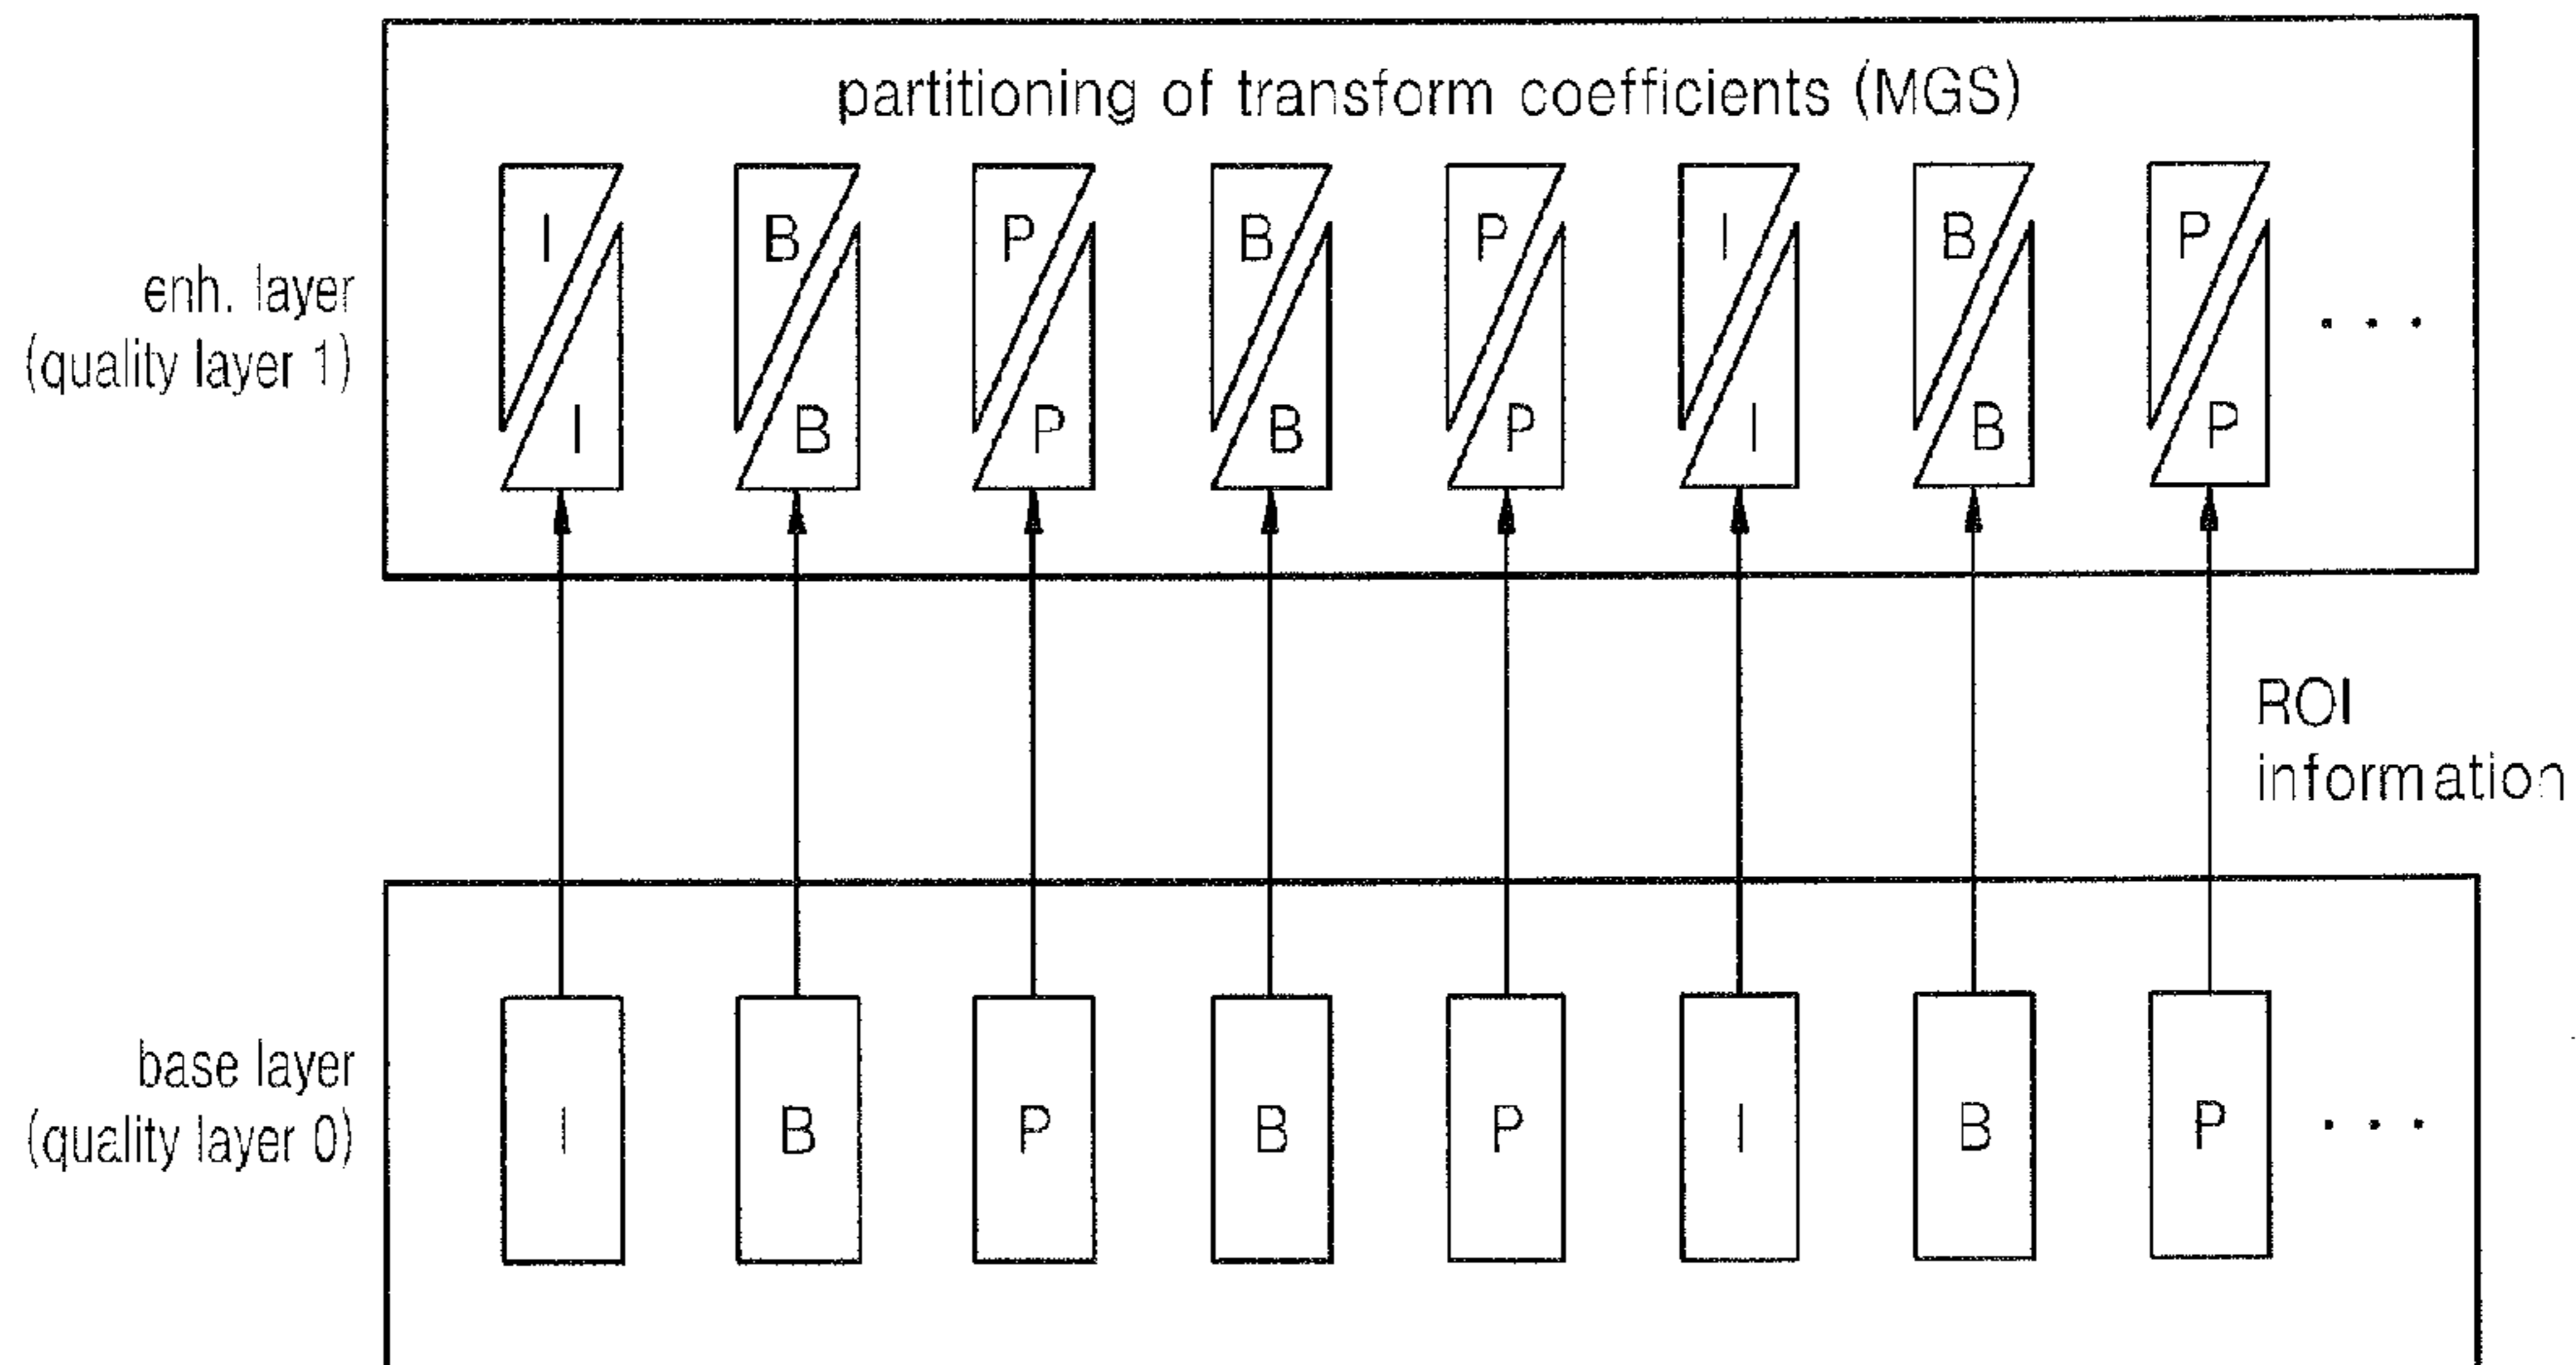 partitioning of transform coefficients (MGS)
I B P B P I B P
enh. layer
(quality layer 1)
I B P B P I B P
ROI
information
base layer
(quality layer 0)
I B P B P I B P